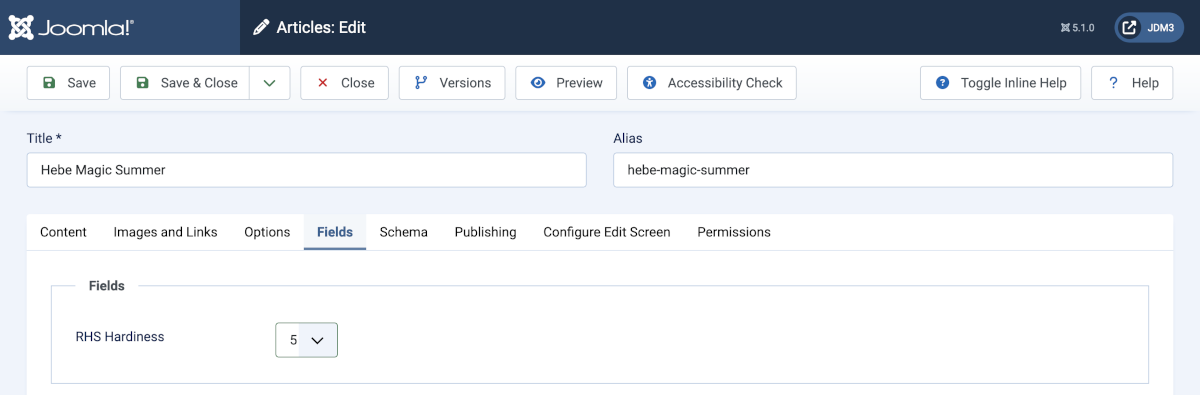 Joomla!® Articles: Edit 5.1.0 JDM3
Save Save & Close Close Versions Preview Accessibility Check Toggle Inline Help ? Help
Title * Alias
Hebe Magic Summer hebe-magic-summer
Content Images and Links Options Fields Schema Publishing Configure Edit Screen Permissions
Fields
RHS Hardiness 5